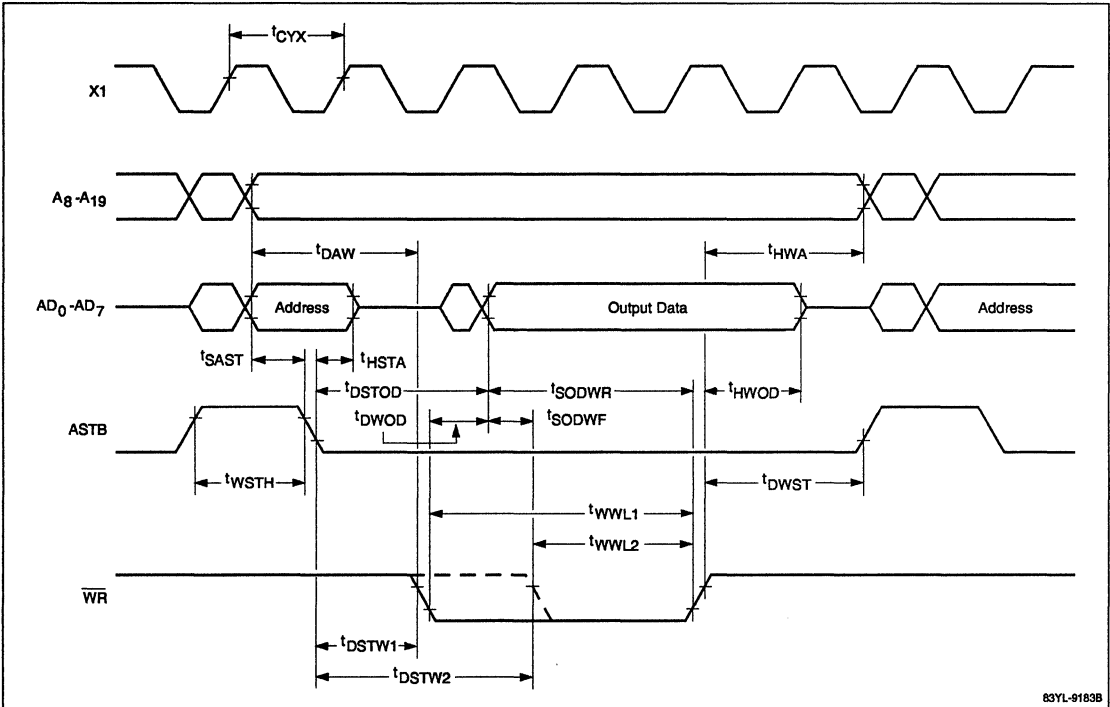 tCYX
X1
A8-A19
tDAW
tHWA
AD0-AD7
Address
Output Data
Address
tSAST
tHSTA
tDSTOD
tSODWR
tHWOD
tDWOD
tSODWF
ASTB
tWSTH
tDWST
tWWL1
tWWL2
WR
tDSTW1
tDSTW2
83YL-9183B